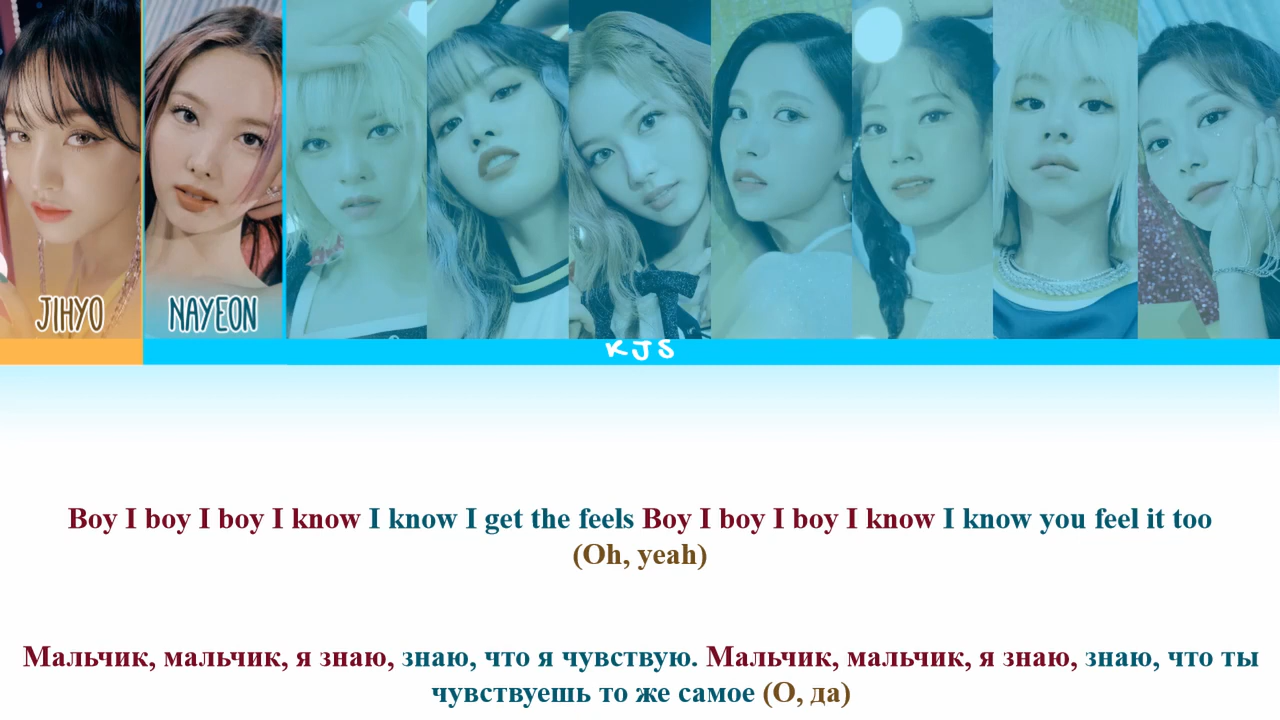 JIHYO
NAYEON
KJS
Boy I boy I boy I know I know I get the feels Boy I boy I boy I know I know you feel it too
(Oh, yeah)
Мальчик, мальчик, я знаю, знаю, что я чувствую. Мальчик, мальчик, я знаю, знаю, что ты
чувствуешь то же самое (О, да)